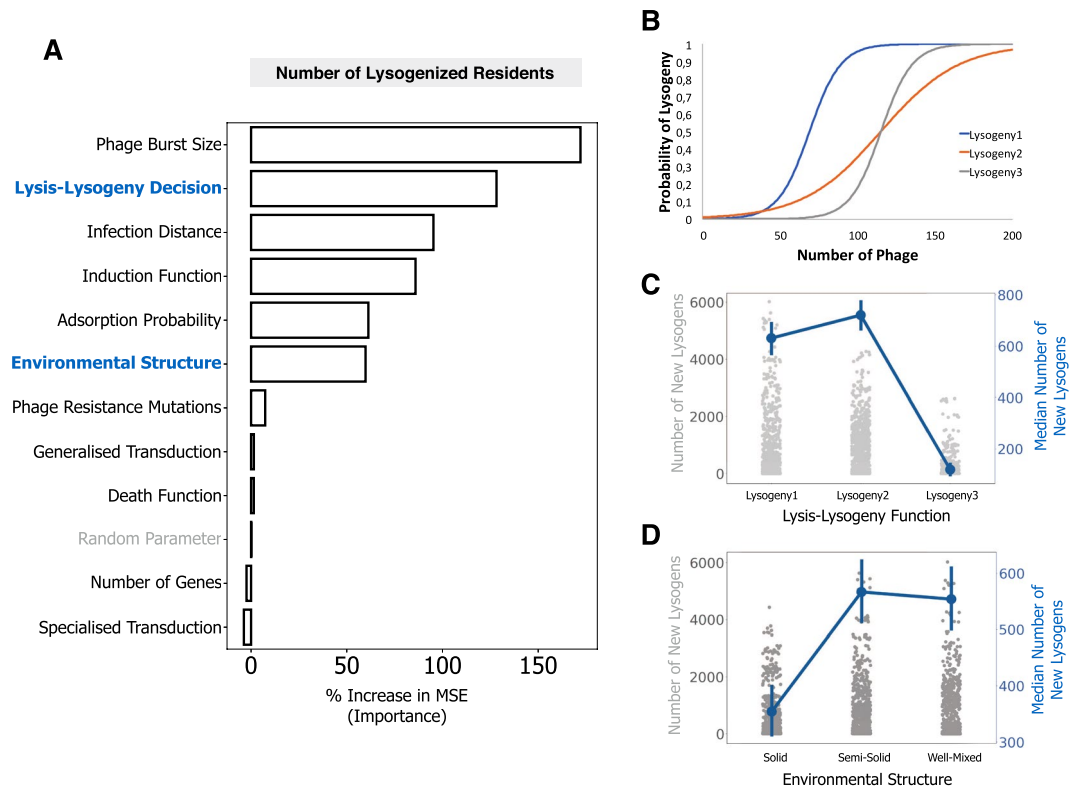 A
Number of Lysogenized Residents
Phage Burst Size
Lysis-Lysogeny Decision
Infection Distance
Induction Function
Adsorption Probability
Environmental Structure
Phage Resistance Mutations
Generalised Transduction
Death Function
Random Parameter
Number of Genes
Specialised Transduction
0 50 100 150
% Increase in MSE
(Importance)
B
Probability of Lysogeny
1
0,9
0,8
0,7
0,6
0,5
0,4
0,3
0,2
0,1
0
0 50 100 150 200
Number of Phage
Lysogeny1
Lysogeny2
Lysogeny3
C
Number of New Lysogens
6000
4000
2000
0
800
600
400
200
Median Number of
New Lysogens
Lysogeny1 Lysogeny2 Lysogeny3
Lysis-Lysogeny Function
D
Number of New Lysogens
6000
4000
2000
0
600
500
400
300
Median Number of
New Lysogens
Solid Semi-Solid Well-Mixed
Environmental Structure